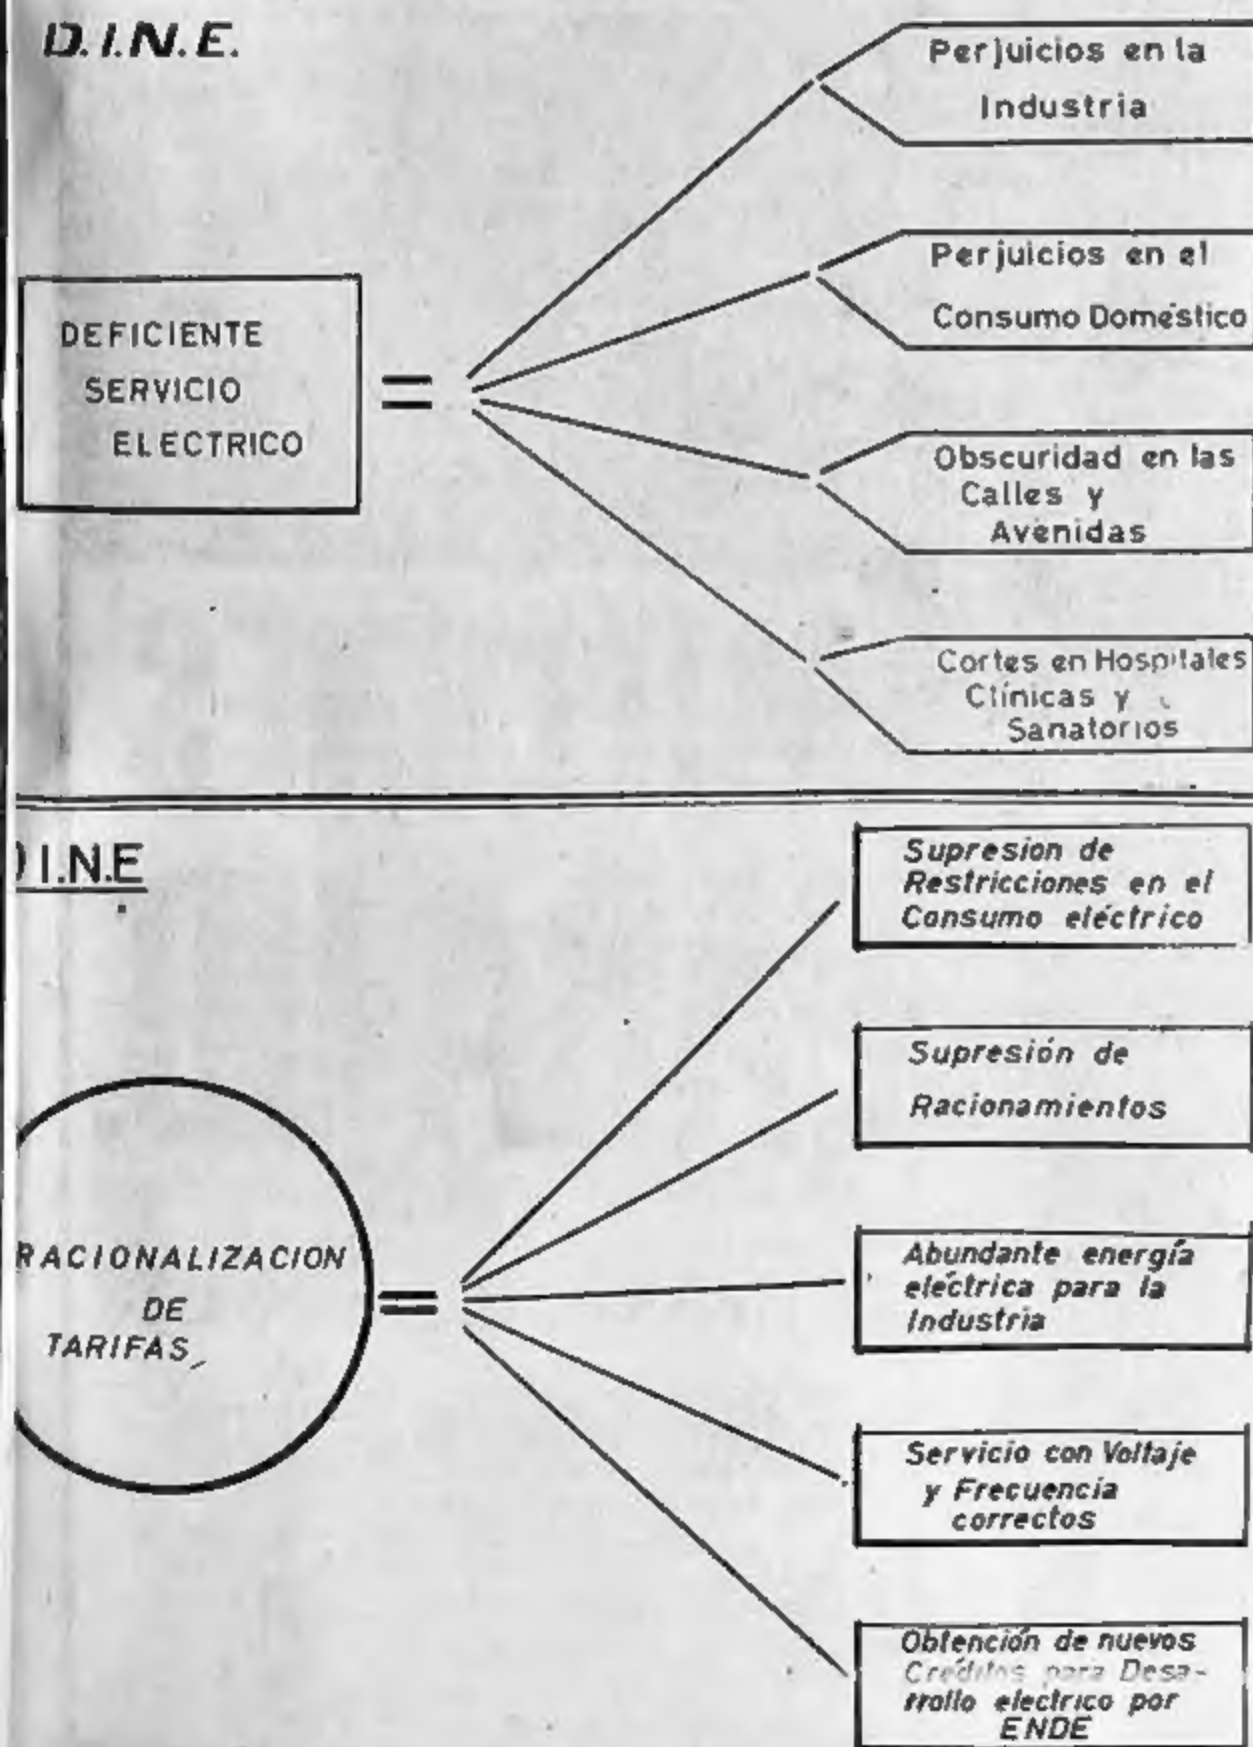 D.I.N.E.
Perjuicios en la
Industria
Perjuicios en el
Consumo Doméstico
DEFICIENTE
SERVICIO
ELECTRICO
=
Obscuridad en las
Calles y
Avenidas
Cortes en Hospitales
Clínicas y
Sanatorios
I.N.E
Supresion de
Restricciones en el
Consumo eléctrico
Supresión de
Racionamientos
RACIONALIZACION
DE
TARIFAS
=
Abundante energía
eléctrica para la
Industria
Servicio con Voltaje
y Frecuencia
correctos
Obtención de nuevos
Créditos para Desa-
rrollo electrico por
ENDE